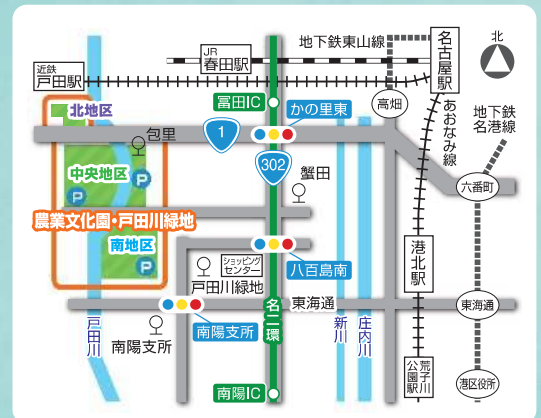 地下鉄東山線
名古屋駅
北
JR
春田駅
近鉄
戸田駅
冨田IC
かの里東
高畑
あおなみ線
地下鉄
名港線
北地区
包里
1
302
中央地区
P
P
蟹田
六番町
農業文化園・戸田川緑地
南地区
P
ショッピング
センター
八百島南
港北駅
戸田川緑地
名二環
東海通
東海通
戸田川
南陽支所
南陽支所
新川
庄内川
荒子川
公園駅
港区役所
南陽IC